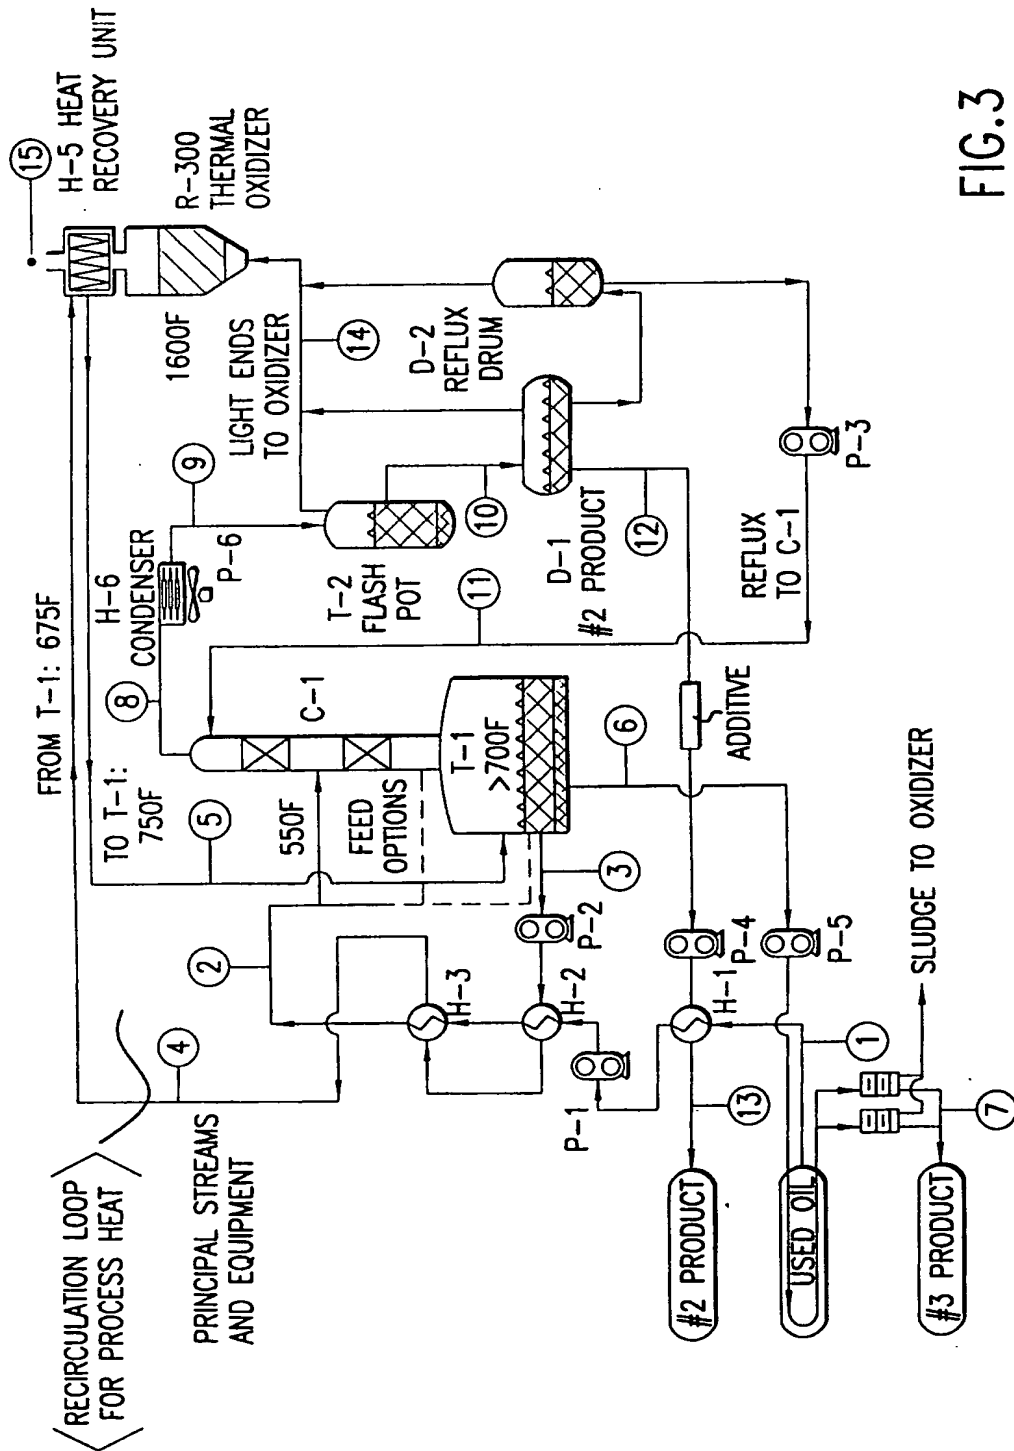 <RECIRCULATION LOOP
FOR PROCESS HEAT>
PRINCIPAL STREAMS
AND EQUIPMENT
4
2
FROM T-1: 675F
TO T-1:
750F
5
550F
FEED
OPTIONS
8
H-6
CONDENSER
P-6
9
15
H-5 HEAT
RECOVERY UNIT
R-300
THERMAL
OXIDIZER
1600F
LIGHT ENDS
TO OXIDIZER
14
C-1
T-1
>700F
T-2
FLASH
POT
10
11
D-2
REFLUX
DRUM
D-1
#2 PRODUCT
12
H-3
H-2
P-2
3
P-1
6
ADDITIVE
REFLUX
TO C-1
P-3
#2 PRODUCT
13
H-1
P-4
P-5
USED OIL
1
SLUDGE TO OXIDIZER
#3 PRODUCT
7
FIG.3